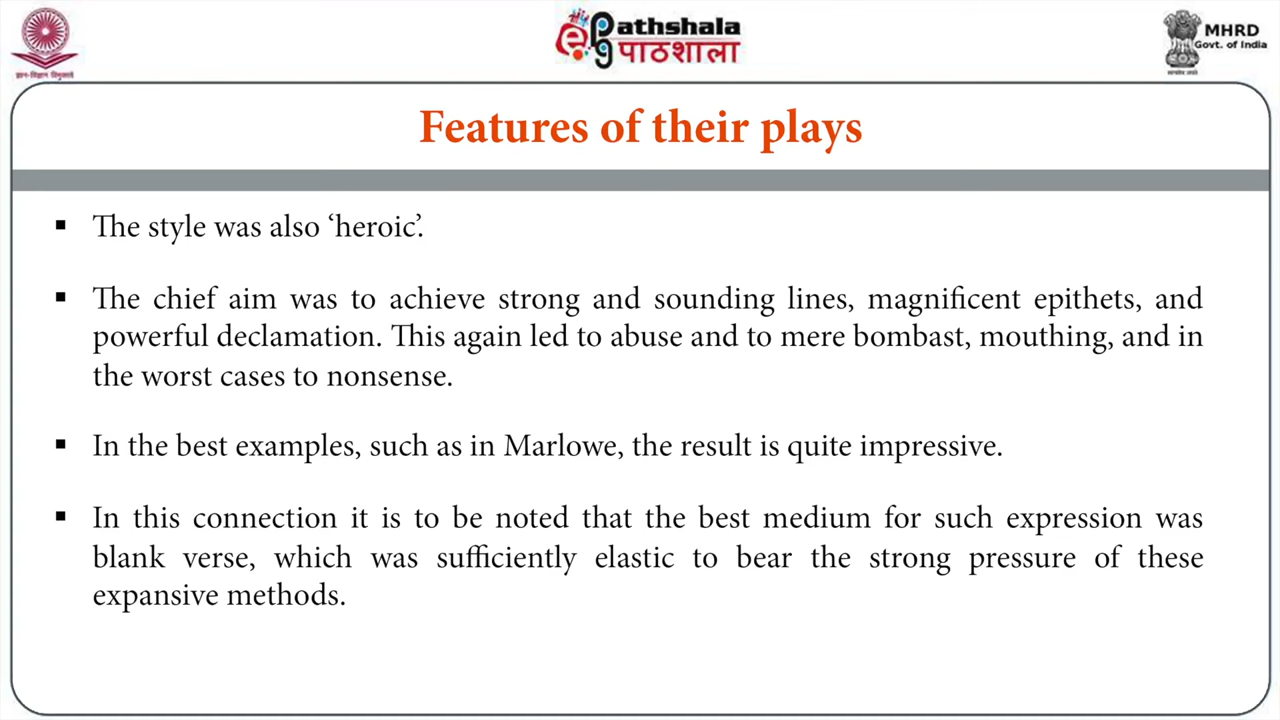 ePathshala
पाठशाला
MHRD
Govt. of India
Features of their plays
▪ The style was also ‘heroic’.
▪ The chief aim was to achieve strong and sounding lines, magnificent epithets, and
powerful declamation. This again led to abuse and to mere bombast, mouthing, and in
the worst cases to nonsense.
▪ In the best examples, such as in Marlowe, the result is quite impressive.
▪ In this connection it is to be noted that the best medium for such expression was
blank verse, which was sufficiently elastic to bear the strong pressure of these
expansive methods.